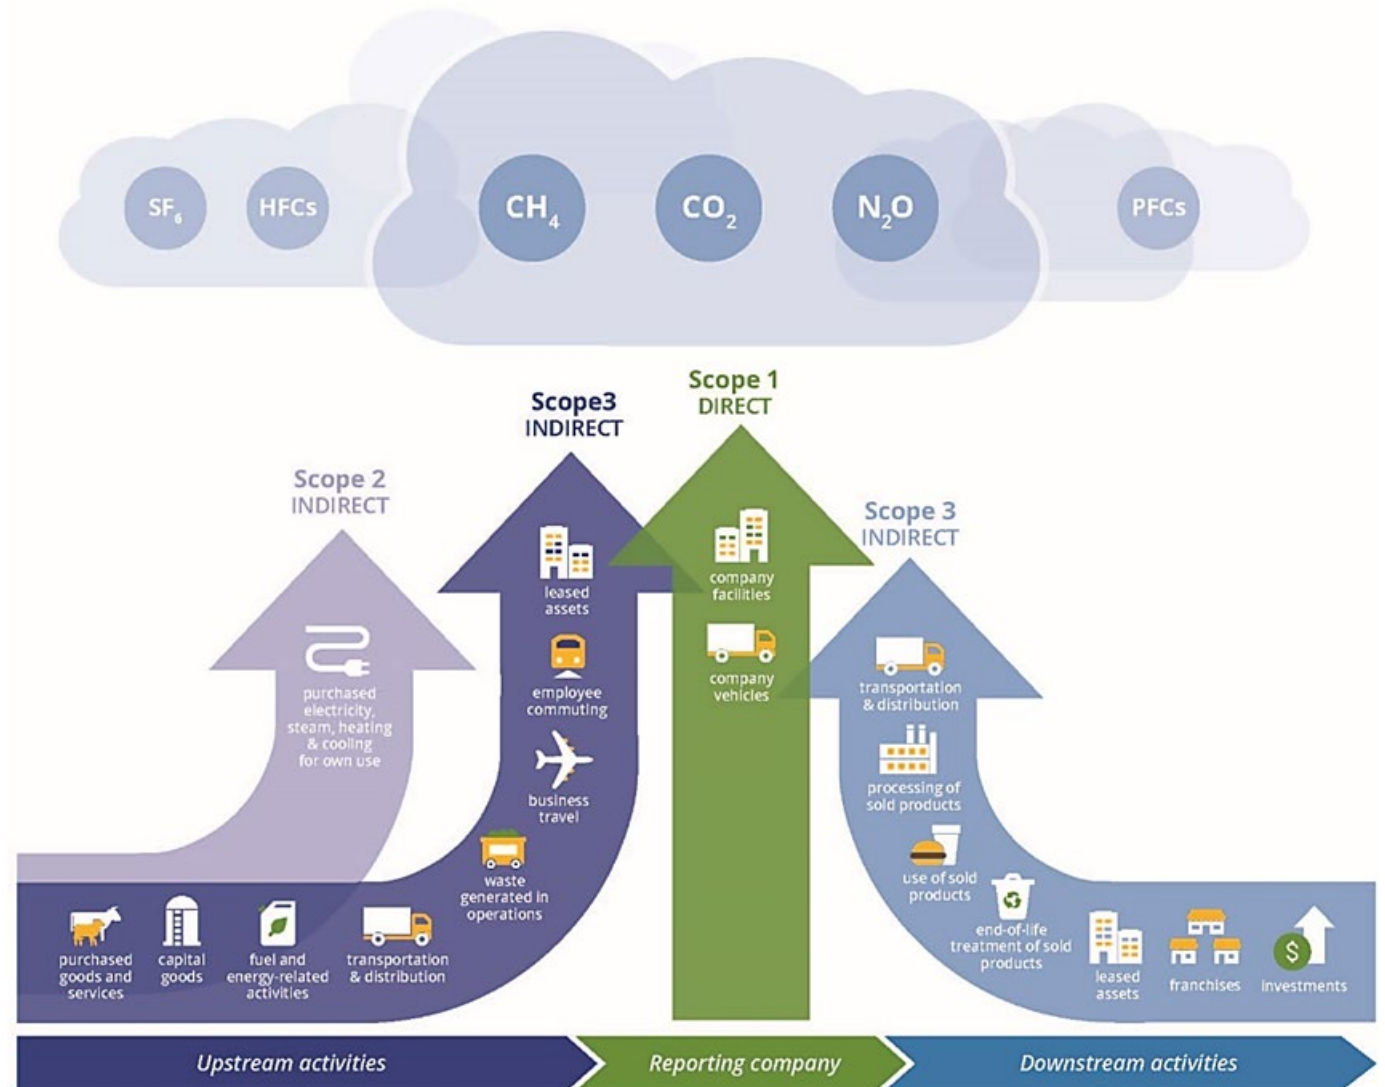 SF6
HFCs
CH4
CO2
N2O
PFCs
Scope 1
DIRECT
Scope3
INDIRECT
Scope 2
INDIRECT
Scope 3
INDIRECT
purchased
electricity,
steam, heating
& cooling
for own use
leased
assets
employee
commuting
business
travel
waste
generated in
operations
purchased
goods and
services
capital
goods
fuel and
energy-related
activities
transportation
& distribution
company
facilities
company
vehicles
transportation
& distribution
processing of
sold products
use of sold
products
end-of-life
treatment of sold
products
leased
assets
franchises
$
investments
Upstream activities
Reporting company
Downstream activities